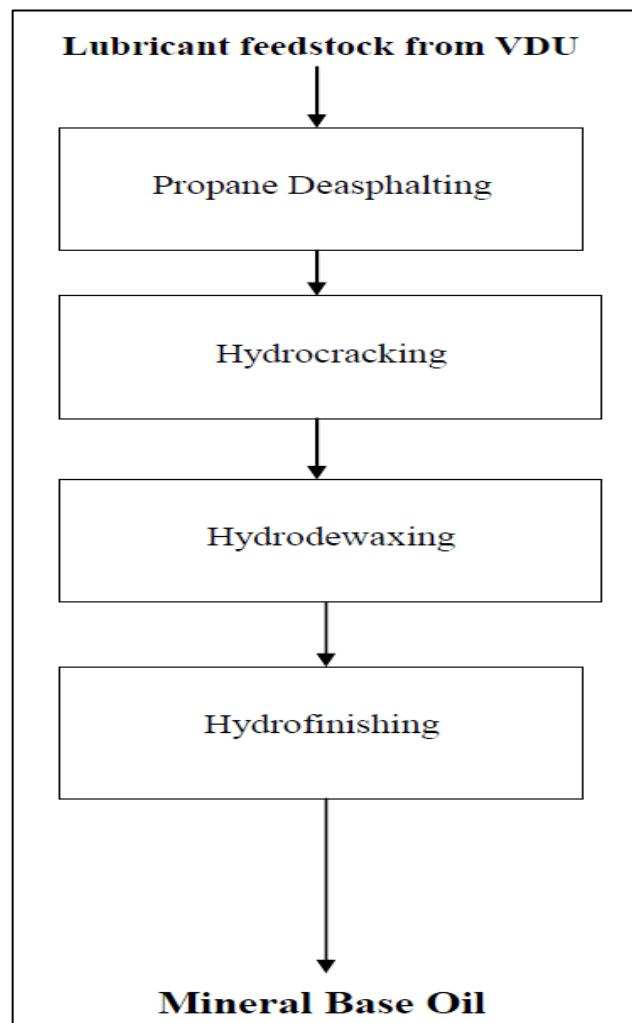 Lubricant feedstock from VDU
Propane Deasphalting
Hydrocracking
Hydrodewaxing
Hydrofinishing
Mineral Base Oil